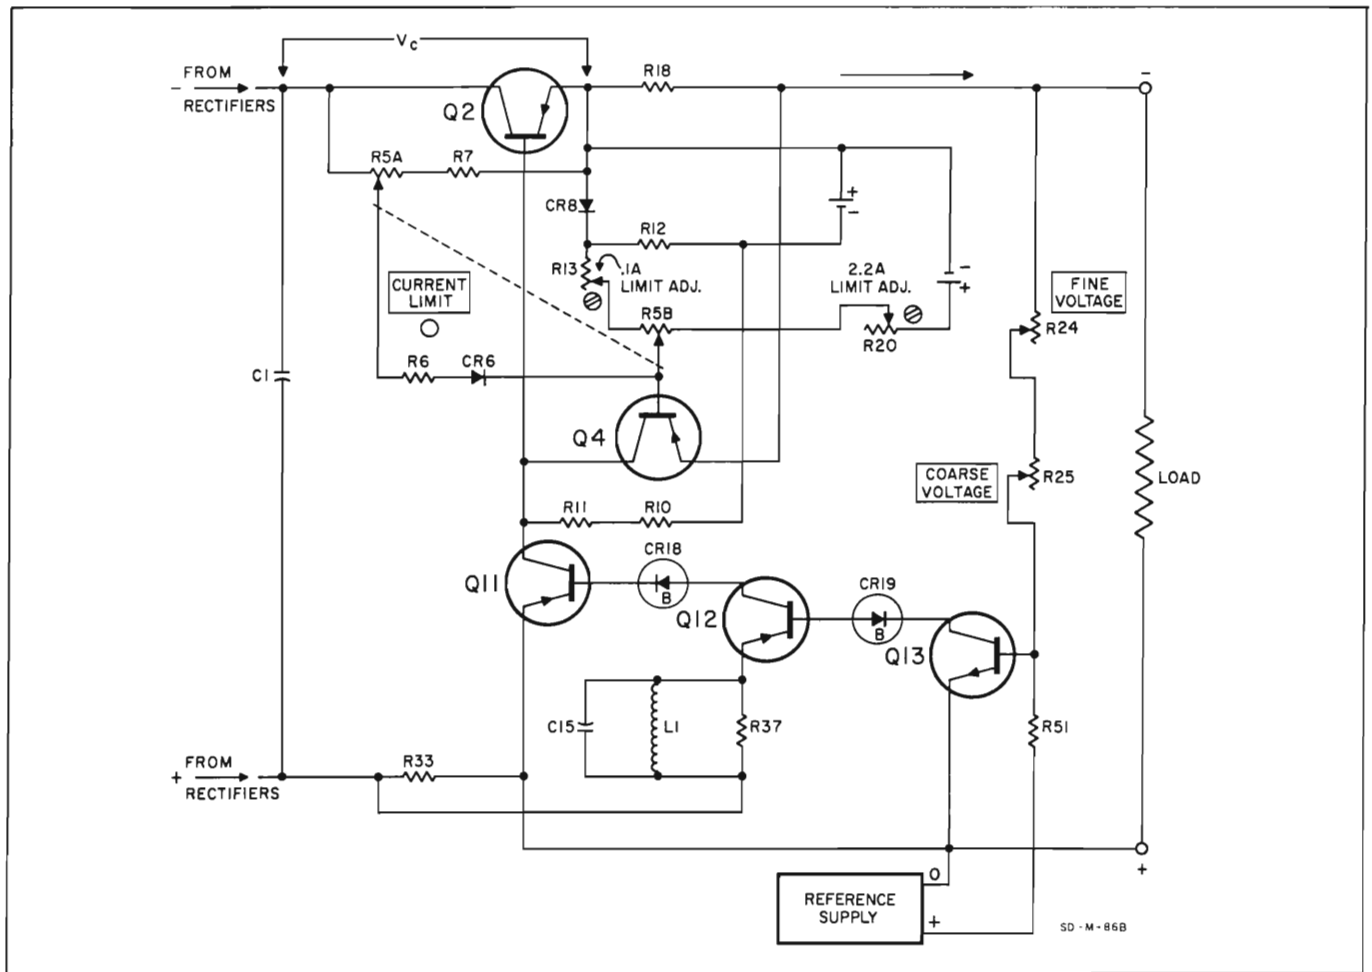 Vc
FROM
RECTIFIERS
-
R18
-
Q2
R5A
R7
CR8
+
-
R12
R13
.1A
LIMIT ADJ.
2.2A
LIMIT ADJ.
-
+
FINE
VOLTAGE
CURRENT
LIMIT
R5B
R20
R24
C1
R6
CR6
Q4
COARSE
VOLTAGE
R25
LOAD
R11
R10
Q11
CR18
B
Q12
CR19
B
Q13
C15
L1
R37
R51
+
FROM
RECTIFIERS
R33
+
REFERENCE
SUPPLY
O
+
SD-M-86B